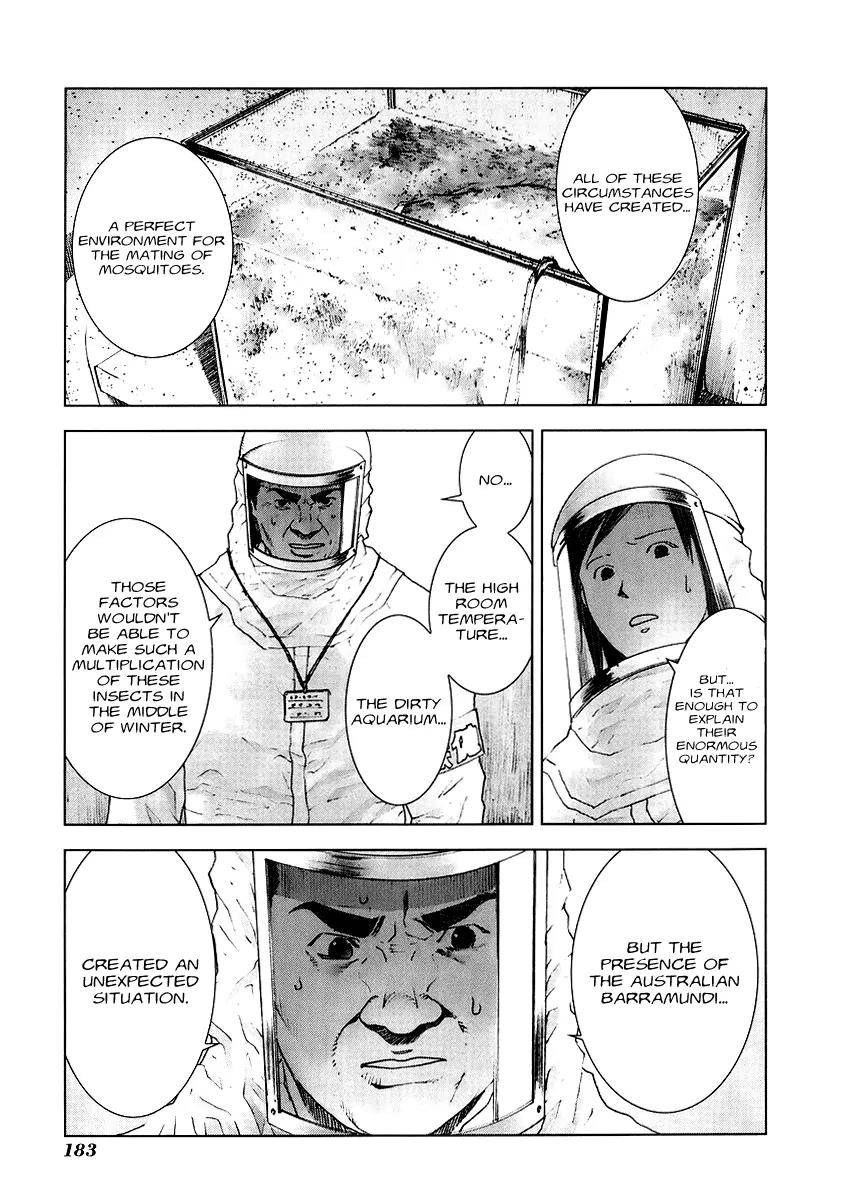 ALL OF THESE
CIRCUMSTANCES
HAVE CREATED...
A PERFECT
ENVIRONMENT FOR
THE MATING OF
MOSQUITOES.
BUT...
IS THAT
ENOUGH TO
EXPLAIN
THEIR
ENORMOUS
QUANTITY?
NO...
THE HIGH
ROOM
TEMPERA-
TURE...
THE DIRTY
AQUARIUM...
THOSE
FACTORS
WOULDN'T
BE ABLE TO
MAKE SUCH A
MULTIPLICATION
OF THESE
INSECTS IN
THE MIDDLE
OF WINTER.
BUT THE
PRESENCE OF
THE AUSTRALIAN
BARRAMUNDI...
CREATED AN
UNEXPECTED
SITUATION.
183